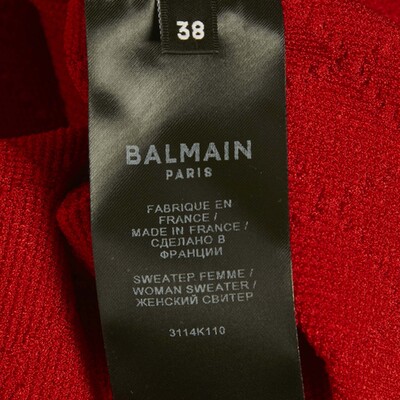 38
BALMAIN
PARIS
FABRIQUE EN
FRANCE /
MADE IN FRANCE /
СДЕЛАНО В
ФРАНЦИИ
SWEATEP FEMME /
WOMAN SWEATER /
ЖЕНСКИЙ СВИТЕР
3114K110